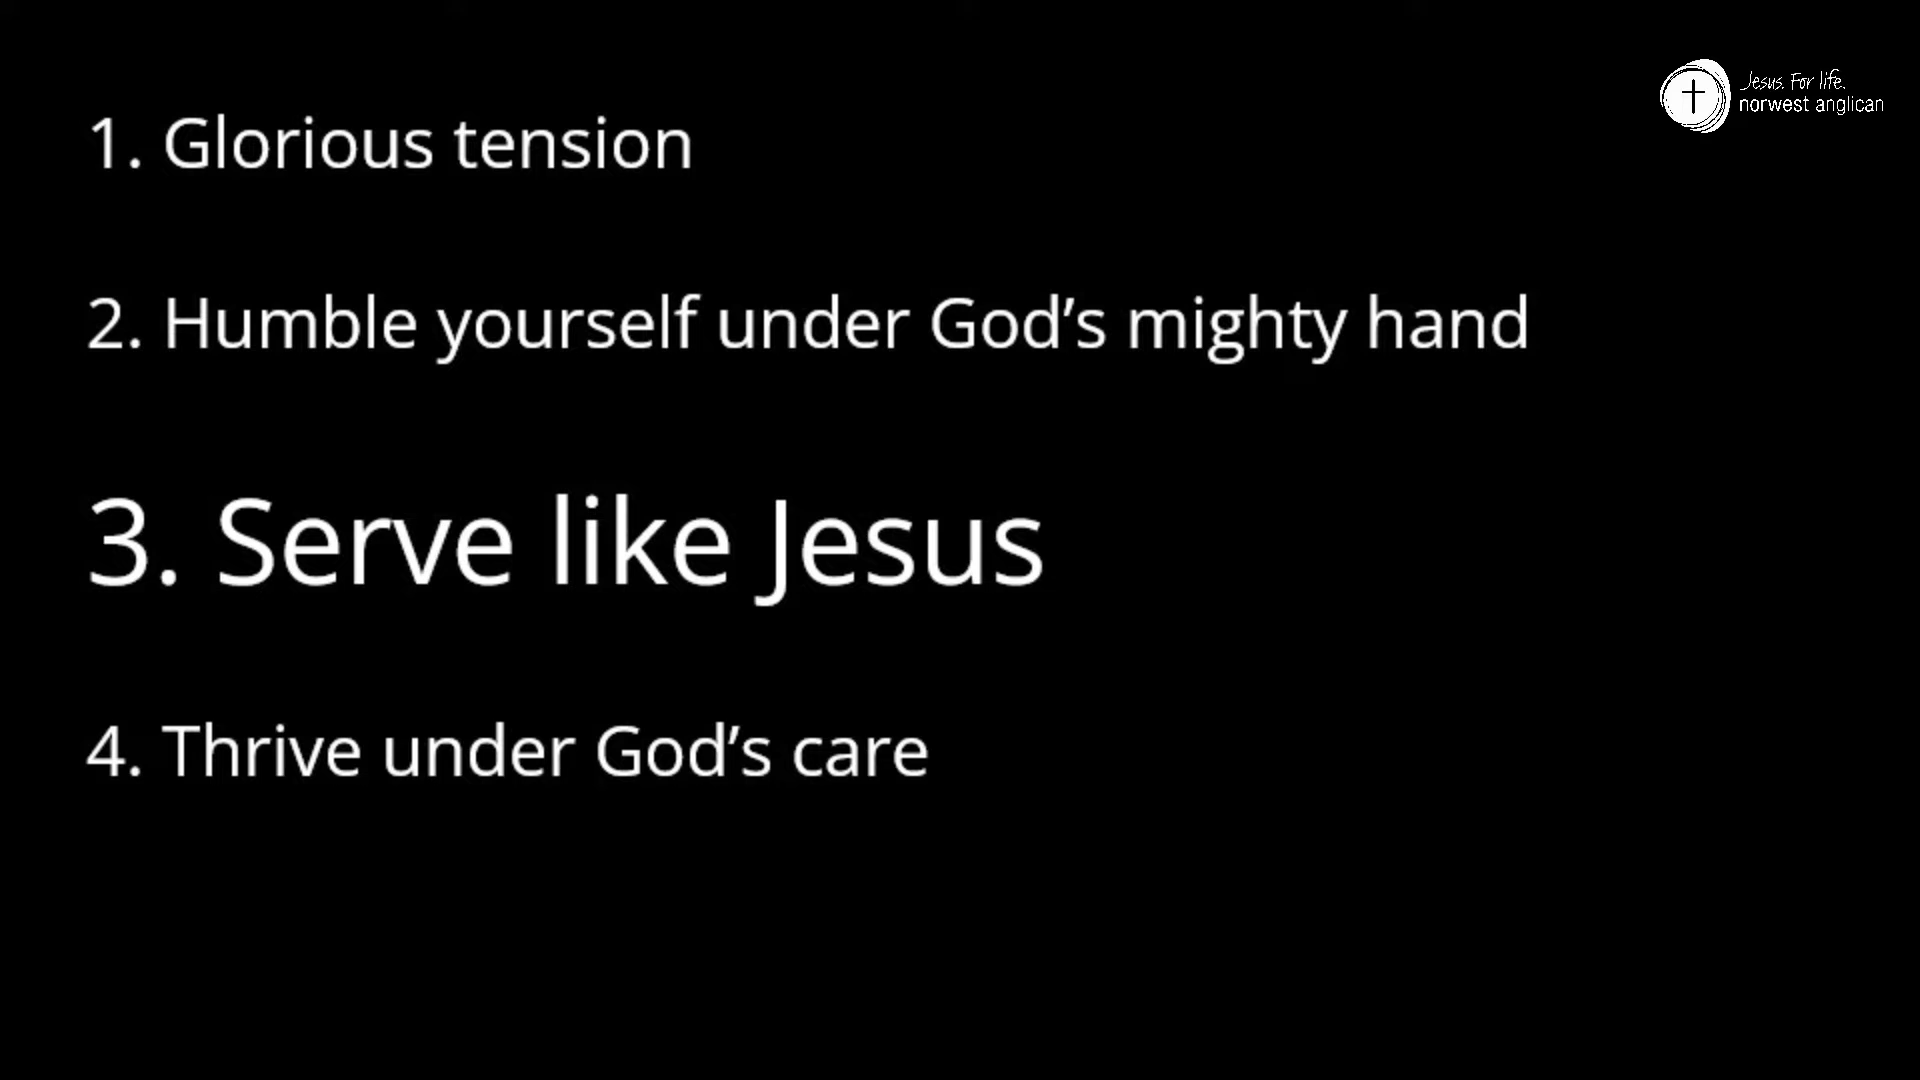 Jesus. For life.
norwest anglican
1. Glorious tension
2. Humble yourself under God’s mighty hand
3. Serve like Jesus
4. Thrive under God’s care